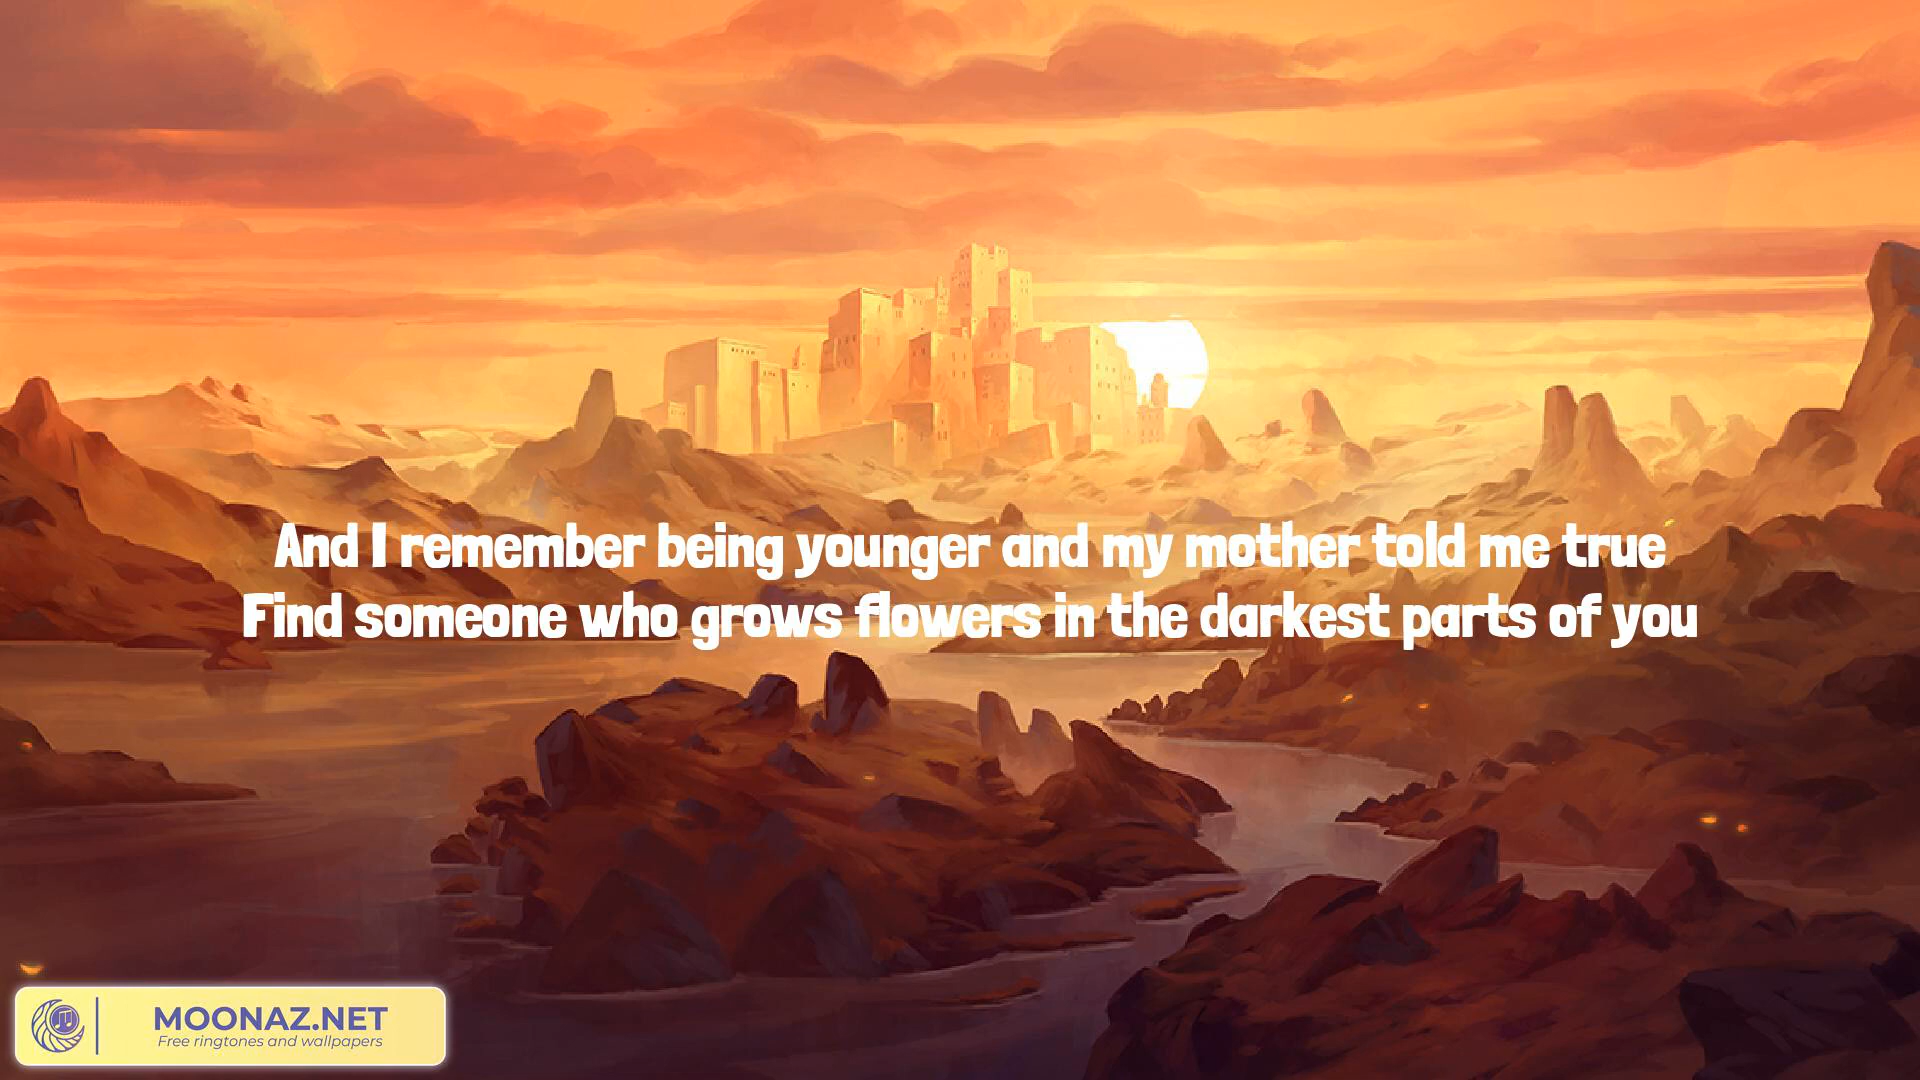 And I remember being younger and my mother told me true
Find someone who grows flowers in the darkest parts of you
MOONAZ.NET
Free ringtones and wallpapers